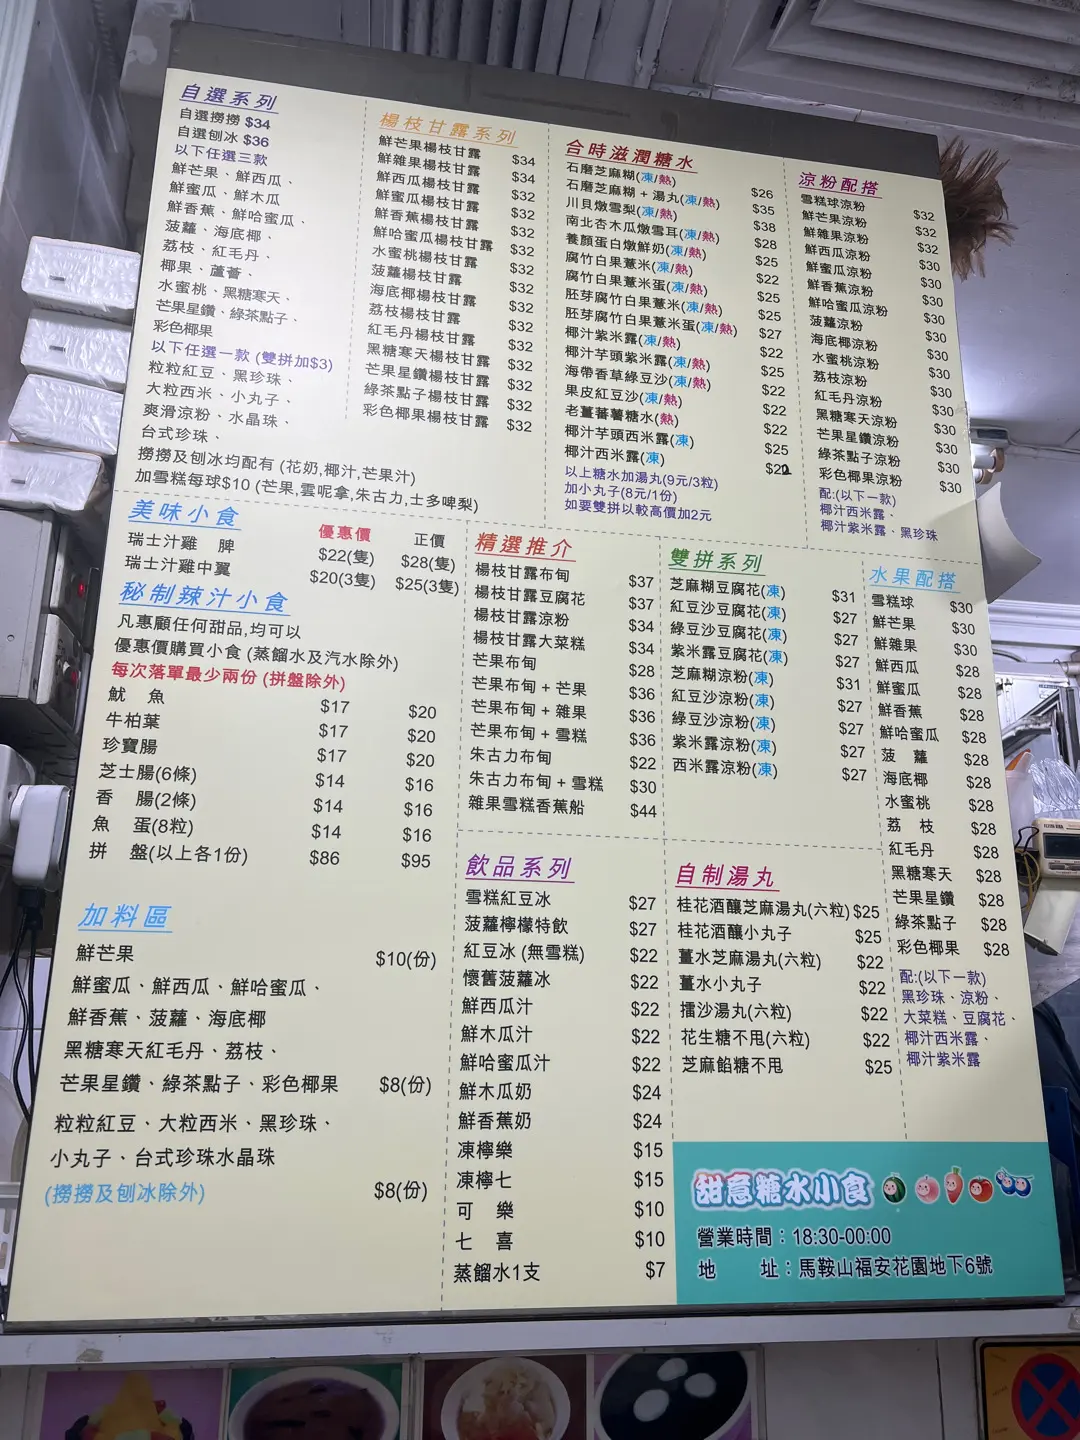 自選系列
自選撈撈 $34
自選刨冰 $36
以下任選三款
鮮芒果、鮮西瓜、
鮮蜜瓜、鮮木瓜
鮮香蕉、鮮哈蜜瓜、
菠蘿、海底椰、
荔枝、紅毛丹、
椰果、蘆薈、
水蜜桃、黑糖寒天、
芒果星鑽、綠茶點子、
彩色椰果
以下任選一款 (雙拼加$3)
粒粒紅豆、黑珍珠、
大粒西米、小丸子、
爽滑涼粉、水晶珠、
台式珍珠、
撈撈及刨冰均配有 (花奶,椰汁,芒果汁)
加雪糕每球$10 (芒果,雲呢拿,朱古力,士多啤梨)
楊枝甘露系列
鮮芒果楊枝甘露 $34
鮮雜果楊枝甘露 $34
鮮西瓜楊枝甘露 $32
鮮蜜瓜楊枝甘露 $32
鮮香蕉楊枝甘露 $32
鮮哈蜜瓜楊枝甘露 $32
水蜜桃楊枝甘露 $32
菠蘿楊枝甘露 $32
海底椰楊枝甘露 $32
荔枝楊枝甘露 $32
紅毛丹楊枝甘露 $32
黑糖寒天楊枝甘露 $32
芒果星鑽楊枝甘露 $32
綠茶點子楊枝甘露 $32
彩色椰果楊枝甘露 $32
合時滋潤糖水
石磨芝麻糊(凍/熱) $26
石磨芝麻糊 + 湯丸(凍/熱) $35
川貝燉雪梨(凍/熱) $38
南北杏木瓜燉雪耳(凍/熱) $28
養顏蛋白燉鮮奶(凍/熱) $25
腐竹白果薏米(凍/熱) $22
腐竹白果薏米蛋(凍/熱) $25
胚芽腐竹白果薏米(凍/熱) $25
胚芽腐竹白果薏米蛋(凍/熱) $27
椰汁紫米露(凍/熱) $22
椰汁芋頭紫米露(凍/熱) $25
海帶香草綠豆沙(凍/熱) $22
果皮紅豆沙(凍/熱) $22
老薑蕃薯糖水(熱) $22
椰汁芋頭西米露(凍) $25
椰汁西米露(凍) $22
以上糖水加湯丸(9元/3粒)
加小丸子(8元/1份)
如要雙拼以較高價加2元
涼粉配搭
雪糕球涼粉 $32
鮮芒果涼粉 $32
鮮雜果涼粉 $32
鮮西瓜涼粉 $30
鮮蜜瓜涼粉 $30
鮮香蕉涼粉 $30
鮮哈蜜瓜涼粉 $30
菠蘿涼粉 $30
海底椰涼粉 $30
水蜜桃涼粉 $30
荔枝涼粉 $30
紅毛丹涼粉 $30
黑糖寒天涼粉 $30
芒果星鑽涼粉 $30
綠茶點子涼粉 $30
彩色椰果涼粉 $30
配:(以下一款)
椰汁西米露、
椰汁紫米露、黑珍珠
美味小食 優惠價 正價
瑞士汁雞 脾 $22(隻) $28(隻)
瑞士汁雞中翼 $20(3隻) $25(3隻)
秘制辣汁小食
凡惠顧任何甜品,均可以
優惠價購買小食 (蒸餾水及汽水除外)
每次落單最少兩份 (拼盤除外)
魷 魚 $17 $20
牛柏葉 $17 $20
珍寶腸 $17 $20
芝士腸(6條) $14 $16
香 腸(2條) $14 $16
魚 蛋(8粒) $14 $16
拼 盤(以上各1份) $86 $95
加料區
鮮芒果 $10(份)
鮮蜜瓜、鮮西瓜、鮮哈蜜瓜、
鮮香蕉、菠蘿、海底椰
黑糖寒天紅毛丹、荔枝、
芒果星鑽、綠茶點子、彩色椰果 $8(份)
粒粒紅豆、大粒西米、黑珍珠、
小丸子、台式珍珠水晶珠
(撈撈及刨冰除外) $8(份)
精選推介
楊枝甘露布甸 $37
楊枝甘露豆腐花 $37
楊枝甘露涼粉 $34
楊枝甘露大菜糕 $34
芒果布甸 $28
芒果布甸 + 芒果 $36
芒果布甸 + 雜果 $36
芒果布甸 + 雪糕 $36
朱古力布甸 $22
朱古力布甸 + 雪糕 $30
雜果雪糕香蕉船 $44
雙拼系列
芝麻糊豆腐花(凍) $31
紅豆沙豆腐花(凍) $27
綠豆沙豆腐花(凍) $27
紫米露豆腐花(凍) $27
芝麻糊涼粉(凍) $31
紅豆沙涼粉(凍) $27
綠豆沙涼粉(凍) $27
紫米露涼粉(凍) $27
西米露涼粉(凍) $27
水果配搭
雪糕球 $30
鮮芒果 $30
鮮雜果 $30
鮮西瓜 $28
鮮蜜瓜 $28
鮮香蕉 $28
鮮哈蜜瓜 $28
菠 蘿 $28
海底椰 $28
水蜜桃 $28
荔 枝 $28
紅毛丹 $28
黑糖寒天 $28
芒果星鑽 $28
綠茶點子 $28
彩色椰果 $28
配:(以下一款)
黑珍珠、涼粉、
大菜糕、豆腐花、
椰汁西米露、
椰汁紫米露
飲品系列
雪糕紅豆冰 $27
菠蘿檸檬特飲 $27
紅豆冰 (無雪糕) $22
懷舊菠蘿冰 $22
鮮西瓜汁 $22
鮮木瓜汁 $22
鮮哈蜜瓜汁 $22
鮮木瓜奶 $24
鮮香蕉奶 $24
凍檸樂 $15
凍檸七 $15
可 樂 $10
七 喜 $10
蒸餾水1支 $7
自制湯丸
桂花酒釀芝麻湯丸(六粒) $25
桂花酒釀小丸子 $25
薑水芝麻湯丸(六粒) $22
薑水小丸子 $22
擂沙湯丸(六粒) $22
花生糖不甩(六粒) $22
芝麻餡糖不甩 $25
甜意糖水小食
營業時間：18:30-00:00
地 址：馬鞍山福安花園地下6號